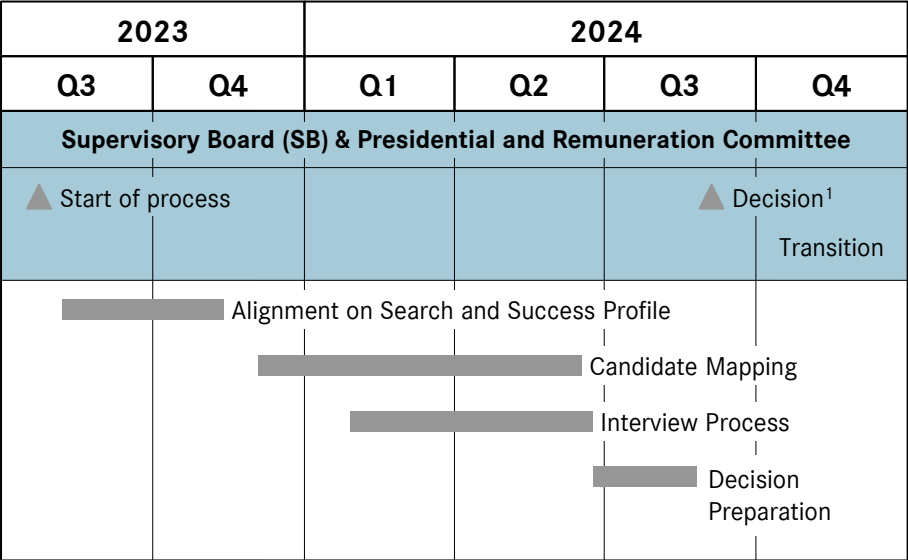 2023 2024
Q3 Q4 Q1 Q2 Q3 Q4
Supervisory Board (SB) & Presidential and Remuneration Committee
Start of process Decision¹
Transition
Alignment on Search and Success Profile
Candidate Mapping
Interview Process
Decision
Preparation